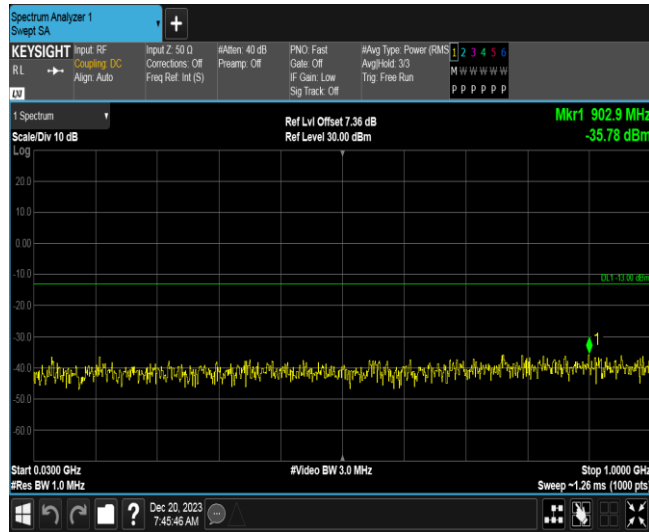 Spectrum Analyzer 1
Swept SA
KEYSIGHT
RL
LXI
Input: RF
Coupling: DC
Align: Auto
Input Z: 50 Ω
Corrections: Off
Freq Ref: Int (S)
#Atten: 40 dB
Preamp: Off
PNO: Fast
Gate: Off
IF Gain: Low
Sig Track: Off
#Avg Type: Power (RMS
Avg|Hold: 3/3
Trig: Free Run
1 2 3 4 5 6
M W W W W W
P P P P P P
1 Spectrum
Scale/Div 10 dB
Log
Ref Lvl Offset 7.36 dB
Ref Level 30.00 dBm
Mkr1 902.9 MHz
-35.78 dBm
20.0
10.0
0.00
-10.0
DL1 -13.00 dBm
-20.0
-30.0
1
-40.0
-50.0
-60.0
Start 0.0300 GHz
#Res BW 1.0 MHz
#Video BW 3.0 MHz
Stop 1.0000 GHz
Sweep ~1.26 ms (1000 pts)
?
Dec 20, 2023
7:45:46 AM